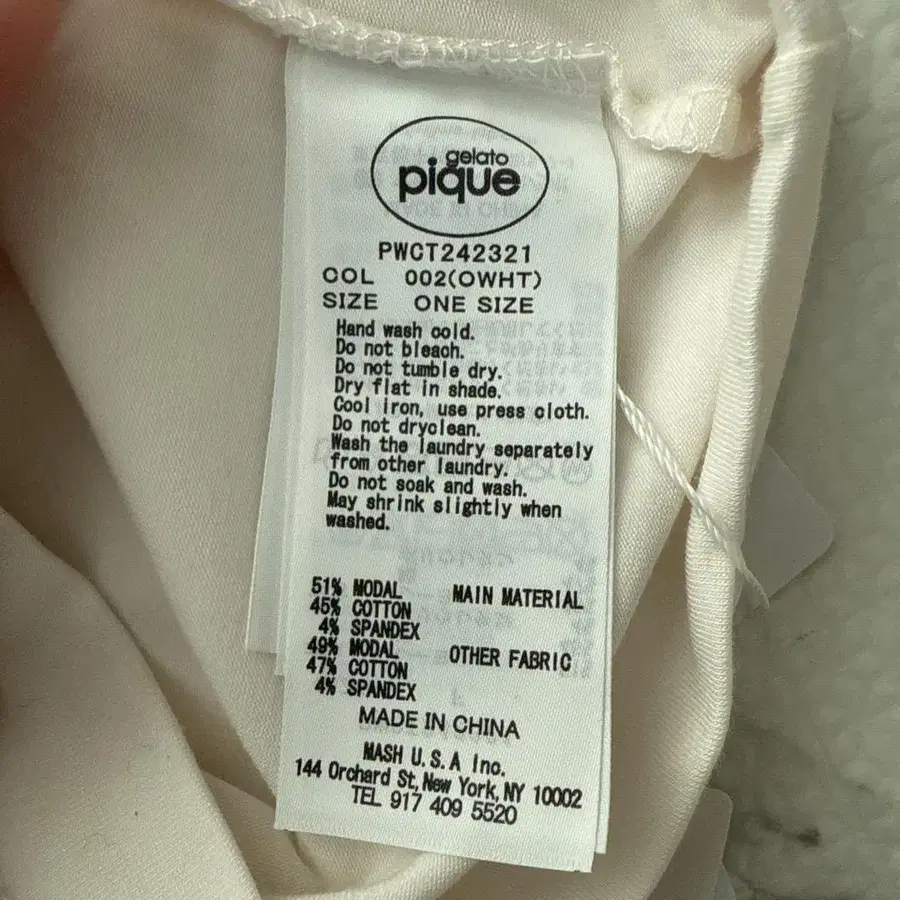 gelato
pique
PWCT242321
COL 002(OWHT)
SIZE ONE SIZE
Hand wash cold.
Do not bleach.
Do not tumble dry.
Dry flat in shade.
Cool iron, use press cloth.
Do not dryclean.
Wash the laundry separately
from other laundry.
Do not soak and wash.
May shrink slightly when
washed.
51% MODAL MAIN MATERIAL
45% COTTON
4% SPANDEX
49% MODAL OTHER FABRIC
47% COTTON
4% SPANDEX
MADE IN CHINA
MASH U.S.A Inc.
144 Orchard St, New York, NY 10002
TEL 917 409 5520